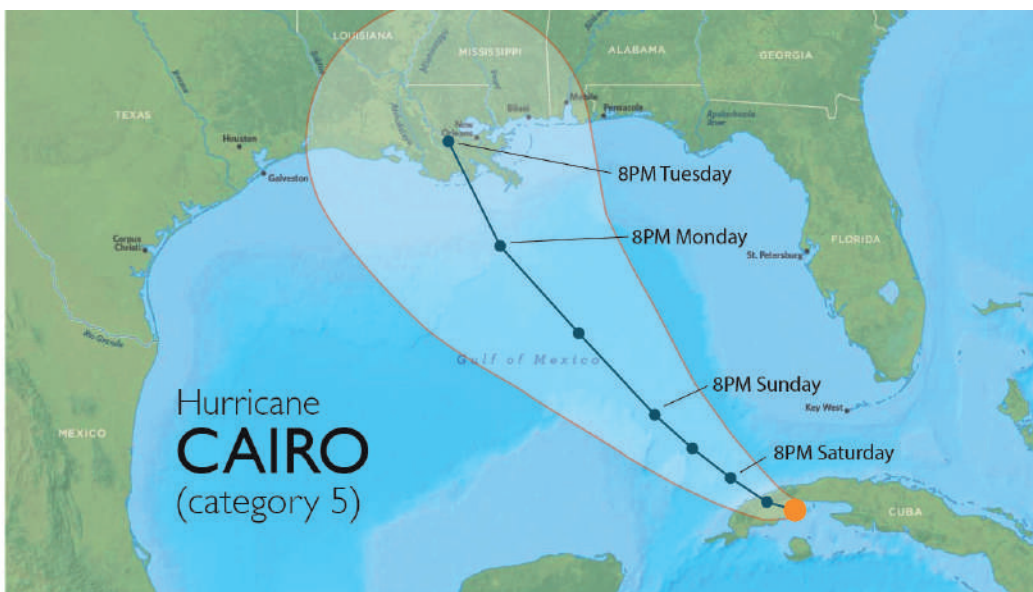 LOUISIANA
MISSISSIPPI
ALABAMA
GEORGIA
TEXAS
Houston
Galveston
New
Orleans
Biloxi
Mobile
Pensacola
Apalachicola
River
8PM Tuesday
8PM Monday
Corpus
Christi
St. Petersburg
FLORIDA
Rio Grande
Gulf of Mexico
8PM Sunday
Key West
Hurricane
CAIRO
(category 5)
MEXICO
8PM Saturday
CUBA